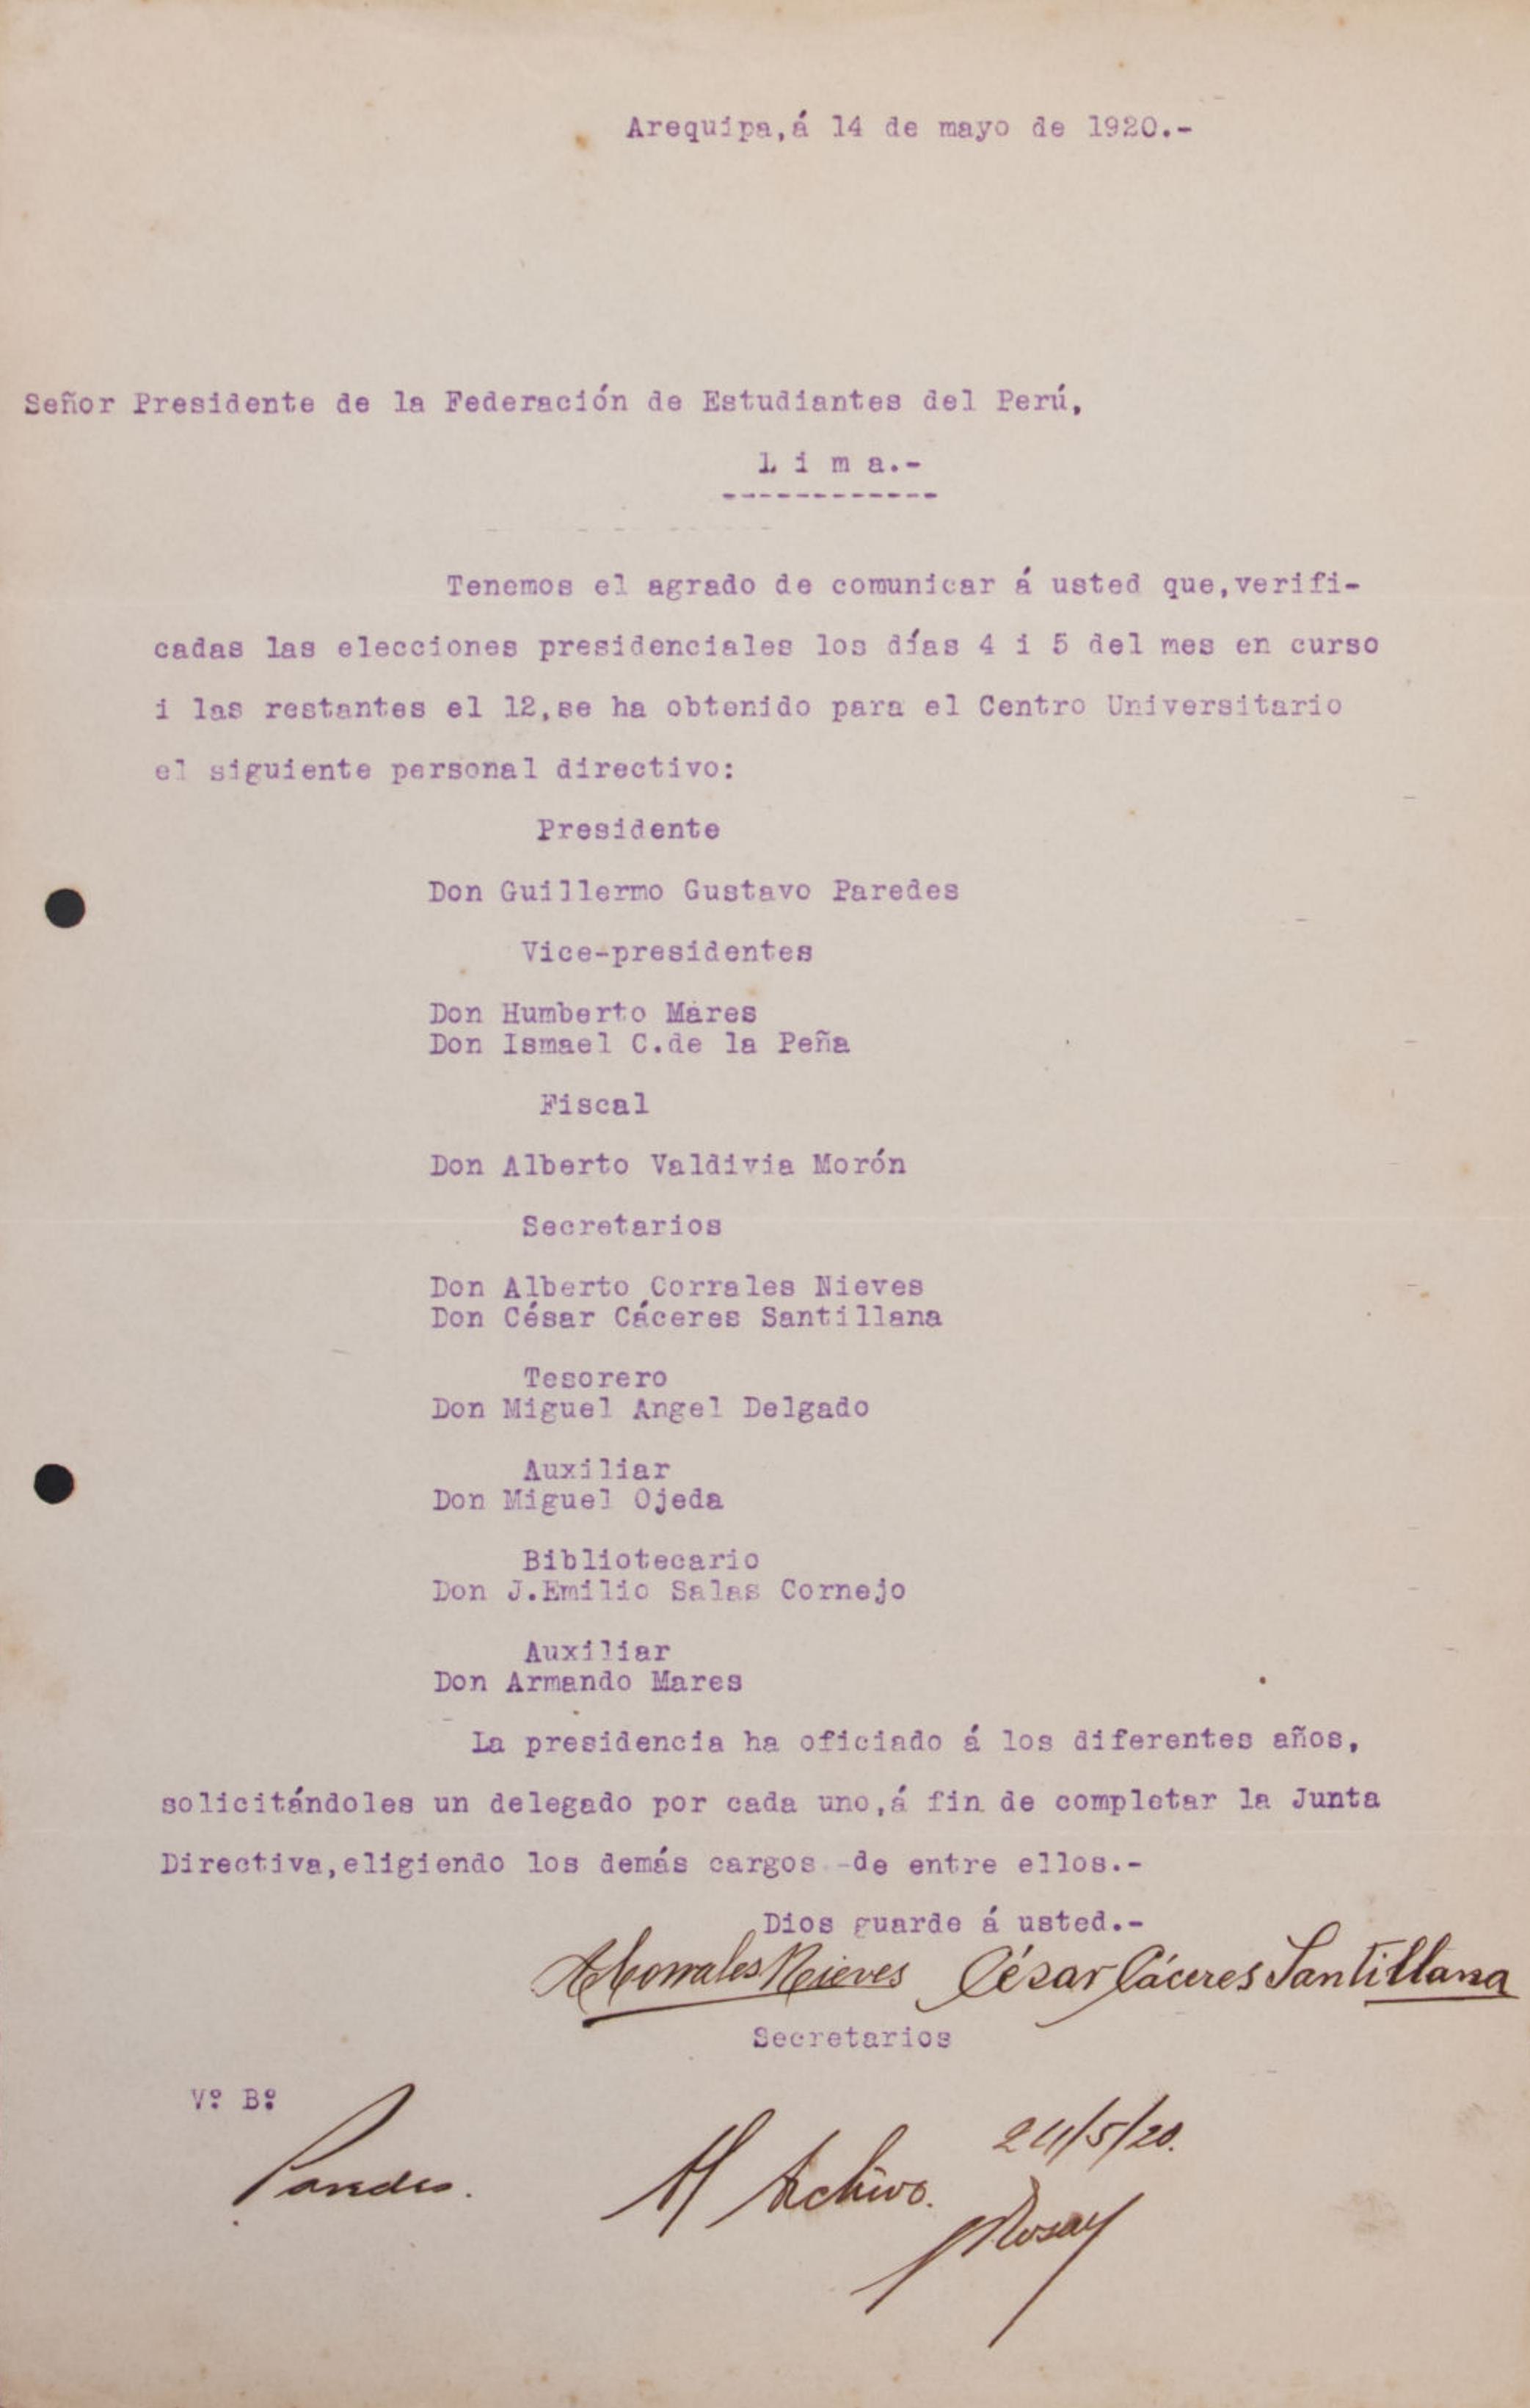 Arequipa,á 14 de mayo de 1920.-
Señor Presidente de la Federación de Estudiantes del Perú,
L i m a.-
------------
Tenemos el agrado de comunicar á usted que,verifi-
cadas las elecciones presidenciales los días 4 i 5 del mes en curso
i las restantes el 12,se ha obtenido para el Centro Universitario
el siguiente personal directivo:
Presidente
Don Guillermo Gustavo Paredes
Vice-presidentes
Don Humberto Mares
Don Ismael C.de la Peña
Fiscal
Don Alberto Valdivia Morón
Secretarios
Don Alberto Corrales Nieves
Don César Cáceres Santillana
Tesorero
Don Miguel Angel Delgado
Auxiliar
Don Miguel Ojeda
Bibliotecario
Don J.Emilio Salas Cornejo
Auxiliar
Don Armando Mares
La presidencia ha oficiado á los diferentes años,
solicitándoles un delegado por cada uno,á fin de completar la Junta
Directiva,eligiendo los demás cargos -de entre ellos.-
Dios guarde á usted.-
ACorrales Nieves César Cáceres Santillana
Secretarios
Vº Bº
Paredes.
Al Archivo.
24/5/20.